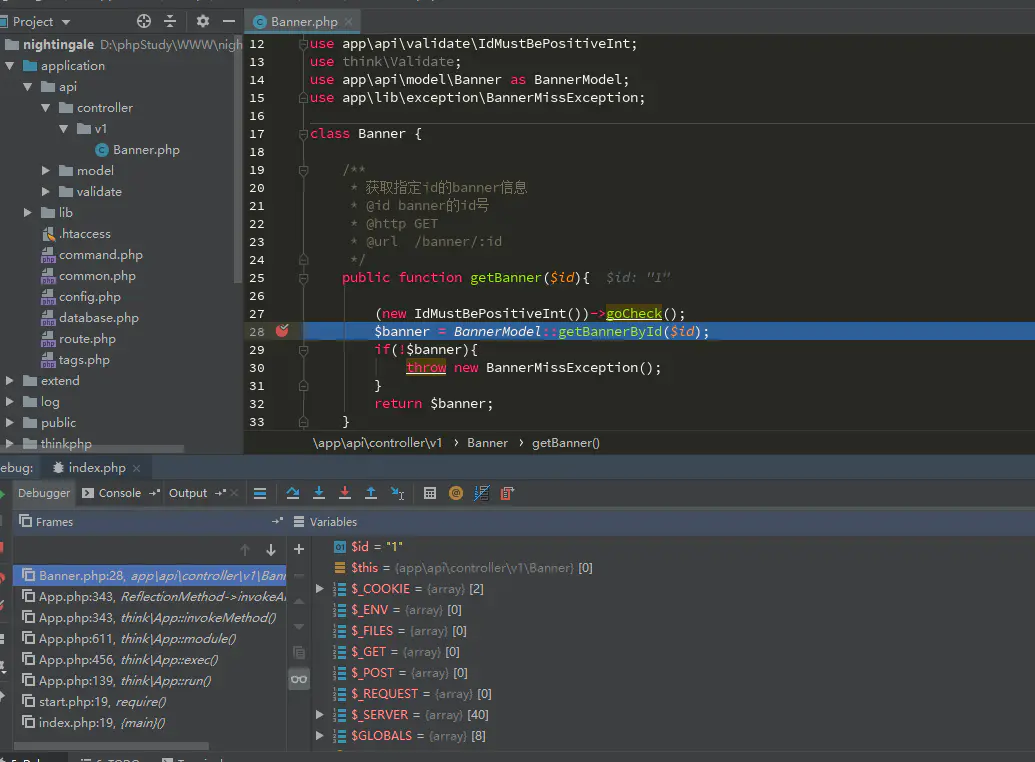 Project
Banner.php
nightingale D:\phpStudy\WWW\nigh
application
api
controller
v1
Banner.php
model
validate
lib
.htaccess
command.php
common.php
config.php
database.php
route.php
tags.php
extend
log
public
thinkphp
12 use app\api\validate\IdMustBePositiveInt;
13 use think\Validate;
14 use app\api\model\Banner as BannerModel;
15 use app\lib\exception\BannerMissException;
16
17 class Banner {
18
19 /**
20 * 获取指定id的banner信息
21 * @id banner的id号
22 * @http GET
23 * @url /banner/:id
24 */
25 public function getBanner($id){ $id: "1"
26
27 (new IdMustBePositiveInt())->goCheck();
28 $banner = BannerModel::getBannerById($id);
29 if(!$banner){
30 throw new BannerMissException();
31 }
32 return $banner;
33 }
\app\api\controller\v1 › Banner › getBanner()
ebug: index.php
Debugger Console Output
Frames
Variables
Banner.php:28, app\api\controller\v1\Bann
App.php:343, ReflectionMethod->invokeA
App.php:343, think\App::invokeMethod()
App.php:611, think\App::module()
App.php:456, think\App::exec()
App.php:139, think\App::run()
start.php:19, require()
index.php:19, {main}()
$id = "1"
$this = {app\api\controller\v1\Banner} [0]
$_COOKIE = {array} [2]
$_ENV = {array} [0]
$_FILES = {array} [0]
$_GET = {array} [0]
$_POST = {array} [0]
$_REQUEST = {array} [0]
$_SERVER = {array} [40]
$GLOBALS = {array} [8]